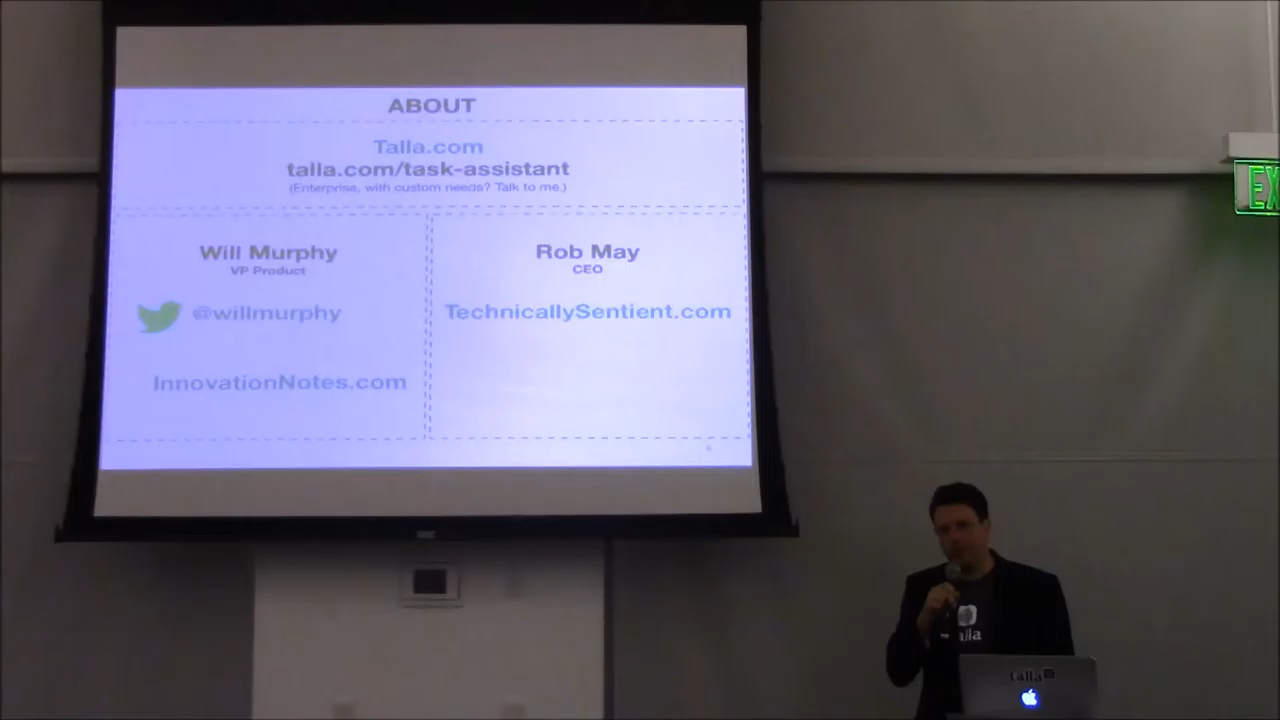 ABOUT
Talla.com
talla.com/task-assistant
(Enterprise, with custom needs? Talk to me.)
Will Murphy
VP Product
@willmurphy
InnovationNotes.com
Rob May
CEO
TechnicallySentient.com
EX
talla